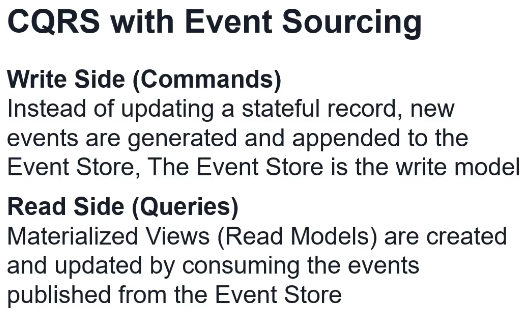 CQRS with Event Sourcing
Write Side (Commands)
Instead of updating a stateful record, new
events are generated and appended to the
Event Store, The Event Store is the write model
Read Side (Queries)
Materialized Views (Read Models) are created
and updated by consuming the events
published from the Event Store